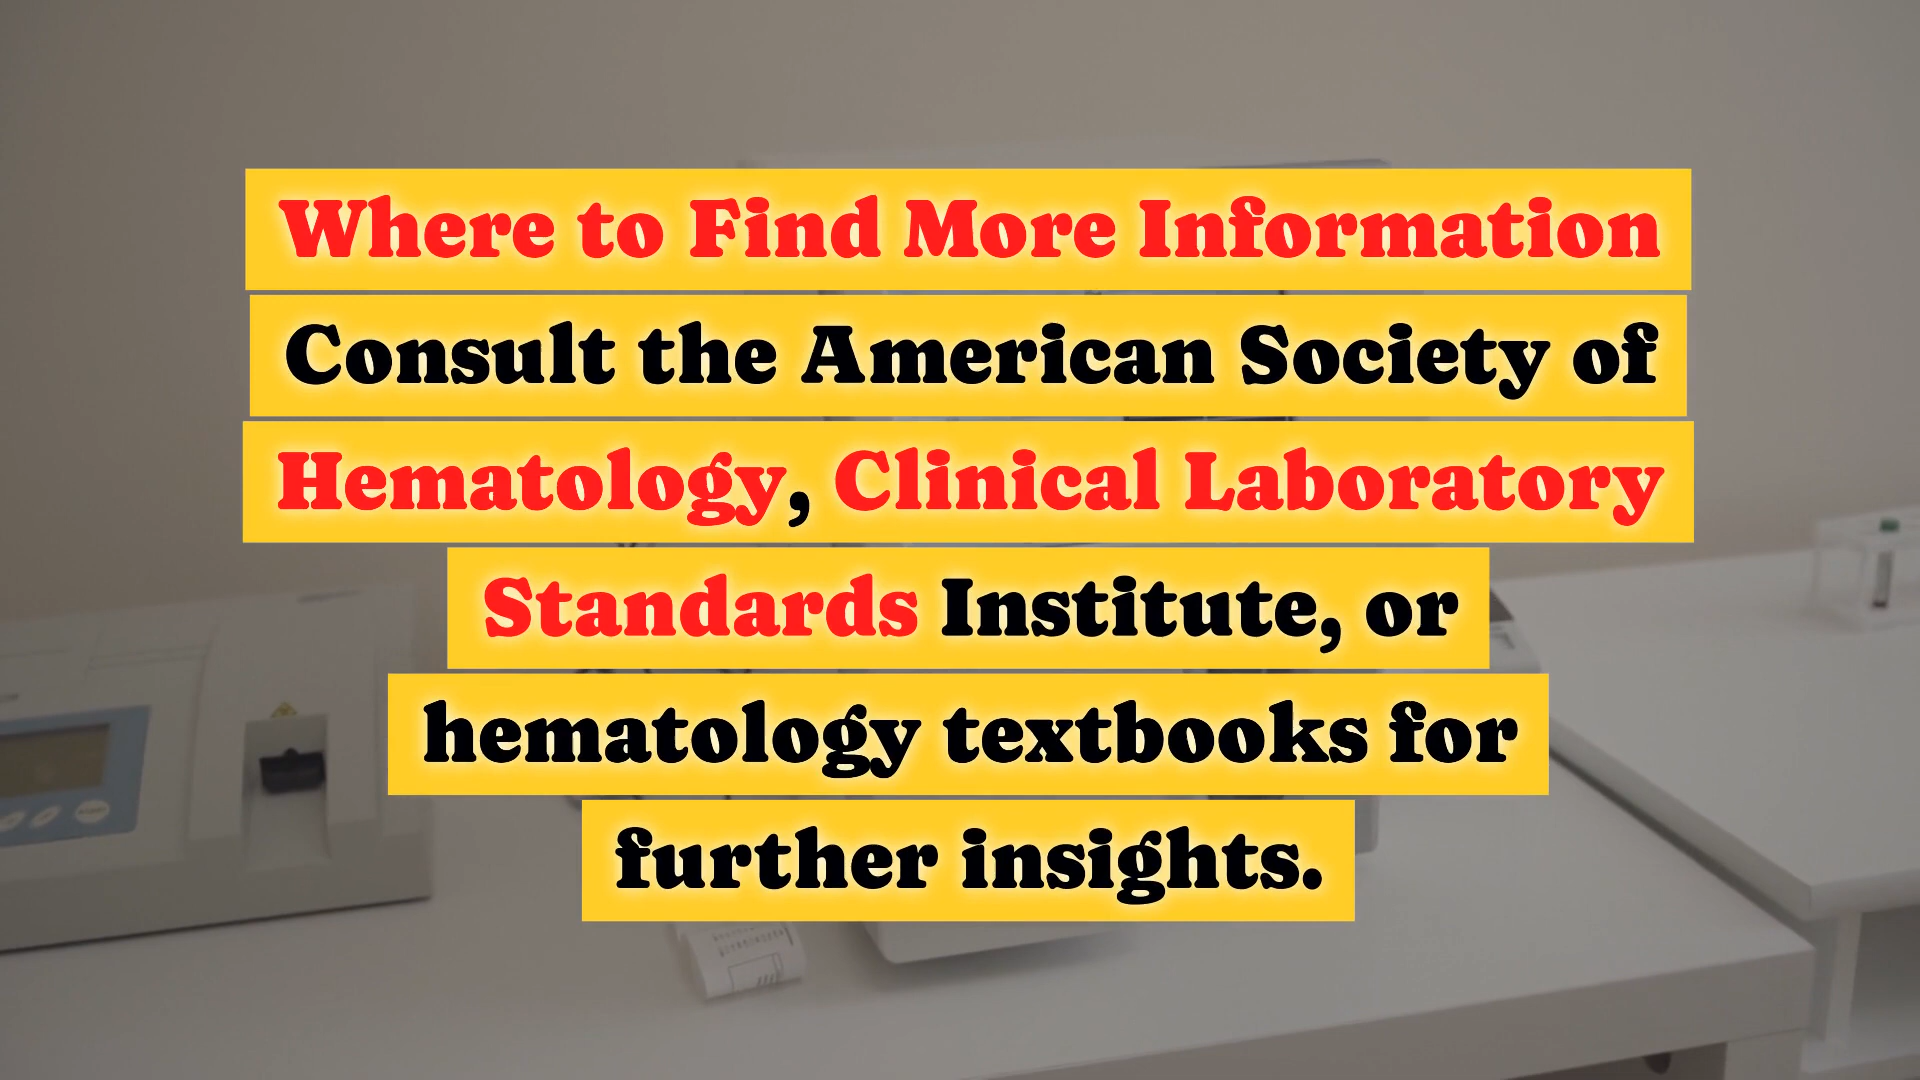 Where to Find More Information
Consult the American Society of
Hematology, Clinical Laboratory
Standards Institute, or
hematology textbooks for
further insights.